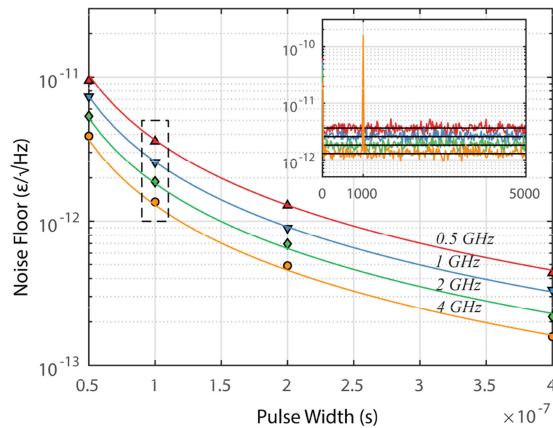 10⁻¹⁰
10⁻¹¹
10⁻¹²
0 10000 5000
10⁻¹¹
10⁻¹²
10⁻¹³
Noise Floor (ε/√Hz)
0.5 GHz
1 GHz
2 GHz
4 GHz
0.5 1 1.5 2 2.5 3 3.5 4
× 10⁻⁷
Pulse Width (s)